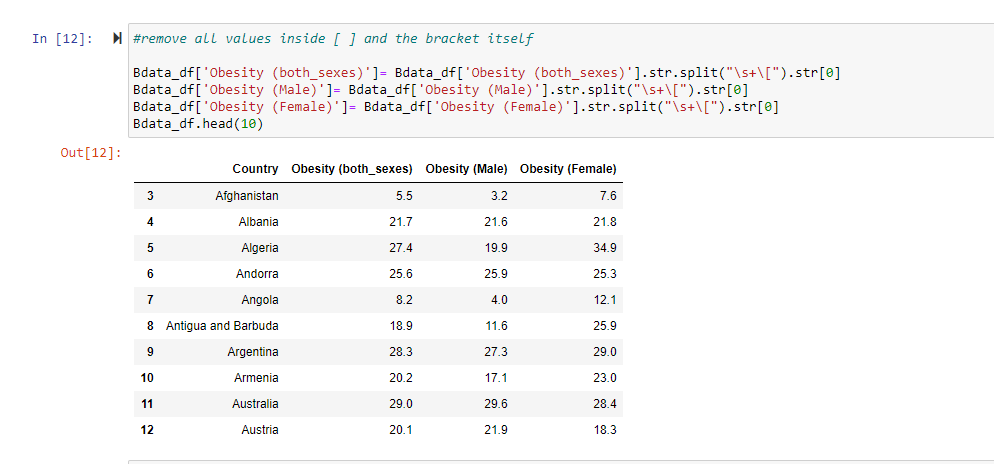 In [12]:
#remove all values inside [ ] and the bracket itself
Bdata_df['Obesity (both_sexes)']= Bdata_df['Obesity (both_sexes)'].str.split("\s+\[").str[0]
Bdata_df['Obesity (Male)']= Bdata_df['Obesity (Male)'].str.split("\s+\[").str[0]
Bdata_df['Obesity (Female)']= Bdata_df['Obesity (Female)'].str.split("\s+\[").str[0]
Bdata_df.head(10)
Out[12]:
Country Obesity (both_sexes) Obesity (Male) Obesity (Female)
3 Afghanistan 5.5 3.2 7.6
4 Albania 21.7 21.6 21.8
5 Algeria 27.4 19.9 34.9
6 Andorra 25.6 25.9 25.3
7 Angola 8.2 4.0 12.1
8 Antigua and Barbuda 18.9 11.6 25.9
9 Argentina 28.3 27.3 29.0
10 Armenia 20.2 17.1 23.0
11 Australia 29.0 29.6 28.4
12 Austria 20.1 21.9 18.3